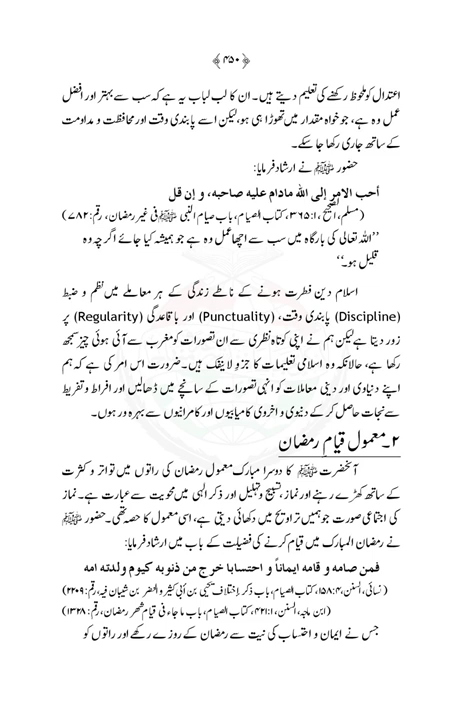 ﴿۴۵۰﴾
اعتدال کو ملحوظ رکھنے کی تعلیم دیتے ہیں۔ ان کا لب لباب یہ ہے کہ سب سے بہتر اور افضل
عمل وہ ہے، جو خواہ مقدار میں تھوڑا ہی ہو، لیکن اسے پابندی وقت اور محافظت و مداومت
کے ساتھ جاری رکھا جا سکے۔
حضور ﷺ نے ارشاد فرمایا:
أحب الامر إلى الله مادام عليه صاحبه، و إن قل
(مسلم، الصحیح، ۱: ۳۶۵، کتاب الصیام، باب صیام النبی ﷺ فی غیر رمضان، رقم: ۷۸۲)
’’اللہ تعالی کی بارگاہ میں سب سے اچھا عمل وہ ہے جو ہمیشہ کیا جائے اگرچہ وہ
قلیل ہو۔‘‘
اسلام دین فطرت ہونے کے ناطے زندگی کے ہر معاملے میں نظم و ضبط
(Discipline) پابندی وقت، (Punctuality) اور باقاعدگی (Regularity) پر
زور دیتا ہے لیکن ہم نے اپنی کوتاہ نظری سے ان تصورات کو مغرب سے آئی ہوئی چیز سمجھ
رکھا ہے، حالانکہ وہ اسلامی تعلیمات کا جزو لاینفک ہیں۔ ضرورت اس امر کی ہے کہ ہم
اپنے دنیاوی اور دینی معاملات کو انہی تصورات کے سانچے میں ڈھالیں اور افراط و تفریط
سے نجات حاصل کر کے دنیوی و اخروی کامیابیوں اور کامرانیوں سے بہرہ ور ہوں۔
۲۔ معمول قیامِ رمضان
آنحضرت ﷺ کا دوسرا مبارک معمول رمضان کی راتوں میں تواتر و کثرت
کے ساتھ کھڑے رہنے اور نماز، تسبیح و تہلیل اور ذکر الٰہی میں محویت سے عبارت ہے۔ نماز
کی اجتماعی صورت جو ہمیں تراویح میں دکھائی دیتی ہے، اسی معمول کا حصہ تھی۔ حضور ﷺ
نے رمضان المبارک میں قیام کرنے کی فضیلت کے باب میں ارشاد فرمایا:
فمن صامه و قامه ايماناً و احتسابا خرج من ذنوبه كيوم ولدته امه
(نسائی، السنن، ۴: ۱۵۸، کتاب الصیام، باب ذکر إختلاف یحیی بن أبی کثیر والنضر بن شیبان فیہ، رقم: ۲۲۰۹)
(ابن ماجہ، السنن، ۱: ۴۲۱، کتاب الصیام، باب ما جاء فی قیام شھر رمضان، رقم: ۱۳۲۸)
جس نے ایمان و احتساب کی نیت سے رمضان کے روزے رکھے اور راتوں کو